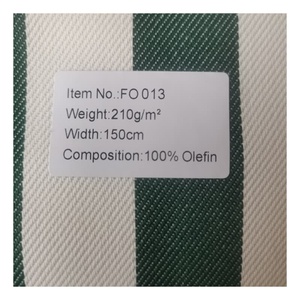 Item No.:FO 013
Weight:210g/m²
Width:150cm
Composition:100% Olefin